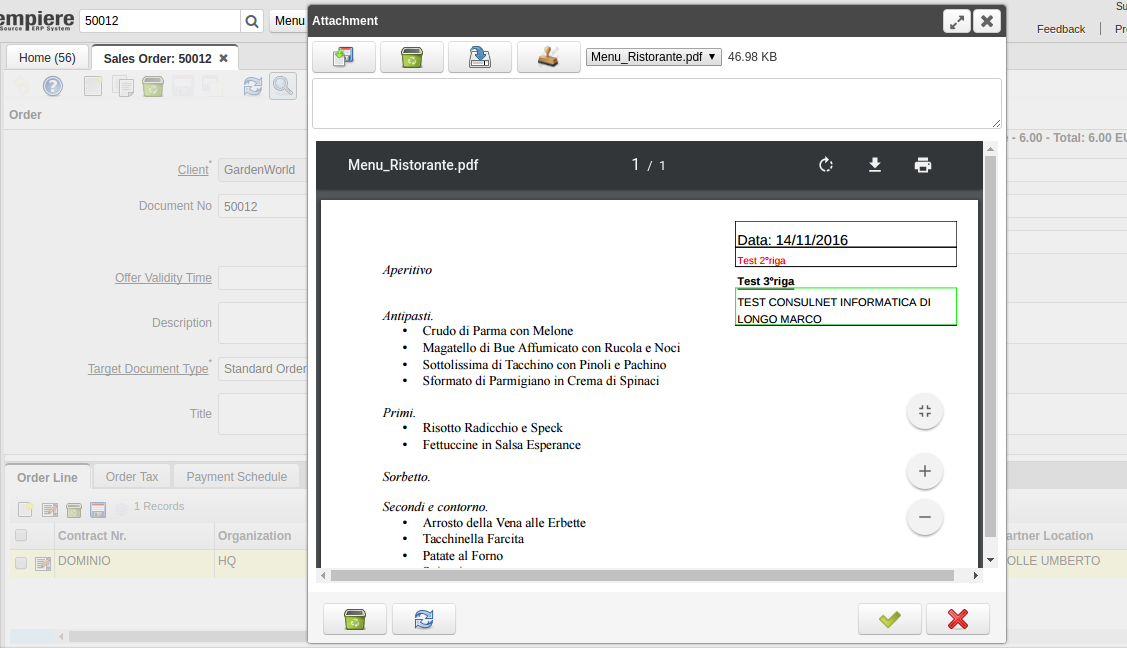 empiere
Source ERP System
50012
Menu
Feedback
Home (56)
Sales Order: 50012
Order
- 6.00 - Total: 6.00
Client*
GardenWorld
Document No
50012
Offer Validity Time
Description
Target Document Type*
Standard Order
Title
Order Line
Order Tax
Payment Schedule
1 Records
Contract Nr.
Organization
artner Location
DOMINIO
HQ
OLLE UMBERTO
Attachment
Menu_Ristorante.pdf
46.98 KB
Menu_Ristorante.pdf
1 / 1
Data: 14/11/2016
Test 2°riga
Test 3°riga
TEST CONSULNET INFORMATICA DI
LONGO MARCO
Aperitivo
Antipasti.
• Crudo di Parma con Melone
• Magatello di Bue Affumicato con Rucola e Noci
• Sottolissima di Tacchino con Pinoli e Pachino
• Sformato di Parmigiano in Crema di Spinaci
Primi.
• Risotto Radicchio e Speck
• Fettuccine in Salsa Esperance
Sorbetto.
Secondi e contorno.
• Arrosto della Vena alle Erbette
• Tacchinella Farcita
• Patate al Forno